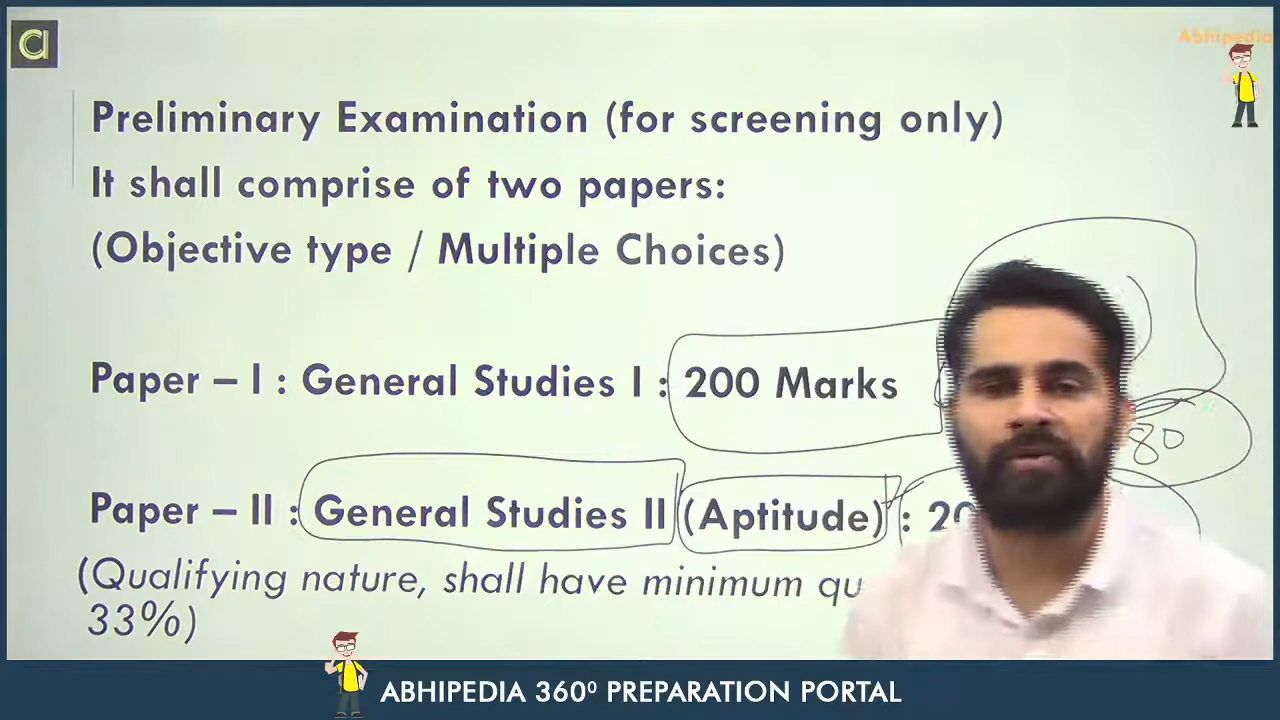 Abhipedia
Preliminary Examination (for screening only)
It shall comprise of two papers:
(Objective type / Multiple Choices)
Paper – I : General Studies I : 200 Marks
80
Paper – II : General Studies II (Aptitude) : 20
(Qualifying nature, shall have minimum qu
33%)
ABHIPEDIA 360⁰ PREPARATION PORTAL